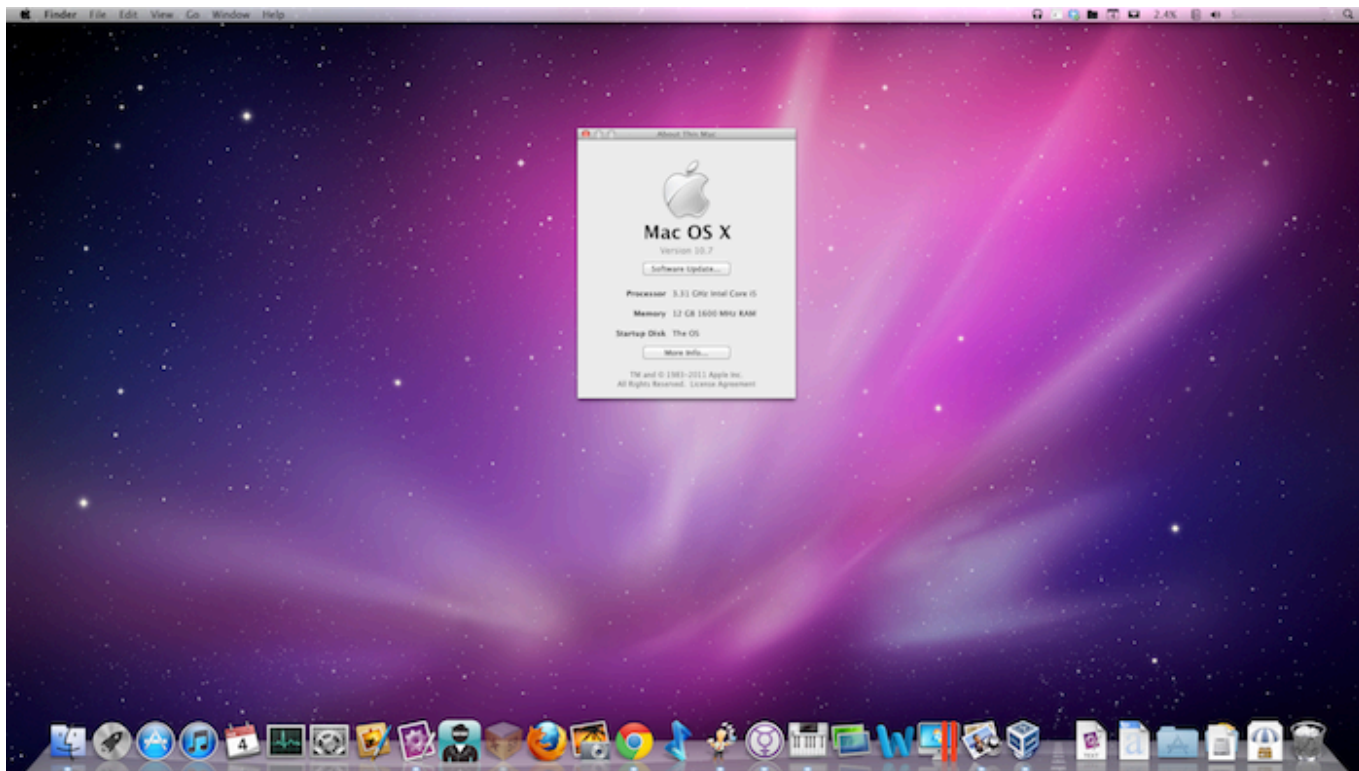 Finder File Edit View Go Window Help
4
2.4%
About This Mac
Mac OS X
Version 10.7
Software Update...
Processor 3.31 GHz Intel Core i5
Memory 12 GB 1600 MHz RAM
Startup Disk The OS
More Info...
TM and © 1983-2011 Apple Inc.
All Rights Reserved. License Agreement
4
TEXT
a